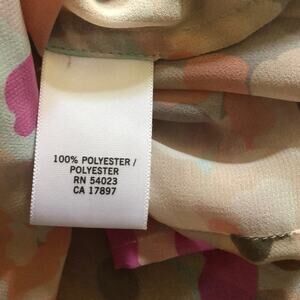 100% POLYESTER /
POLYESTER
RN 54023
CA 17897